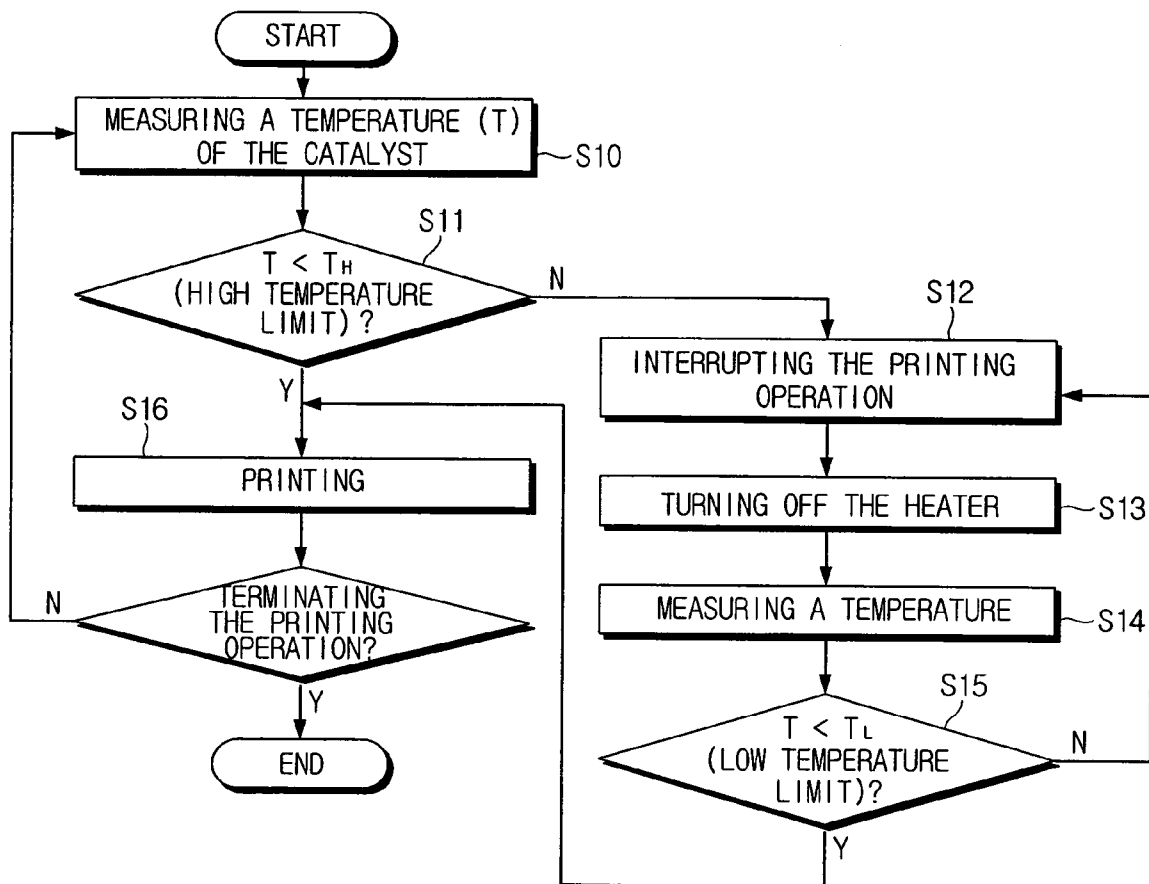 START
MEASURING A TEMPERATURE (T)
OF THE CATALYST
S10
S11
T < TH
(HIGH TEMPERATURE
LIMIT)?
N
Y
S12
INTERRUPTING THE PRINTING
OPERATION
S16
PRINTING
TURNING OFF THE HEATER
S13
TERMINATING
THE PRINTING
OPERATION?
N
Y
MEASURING A TEMPERATURE
S14
S15
T < TL
(LOW TEMPERATURE
LIMIT)?
N
Y
END